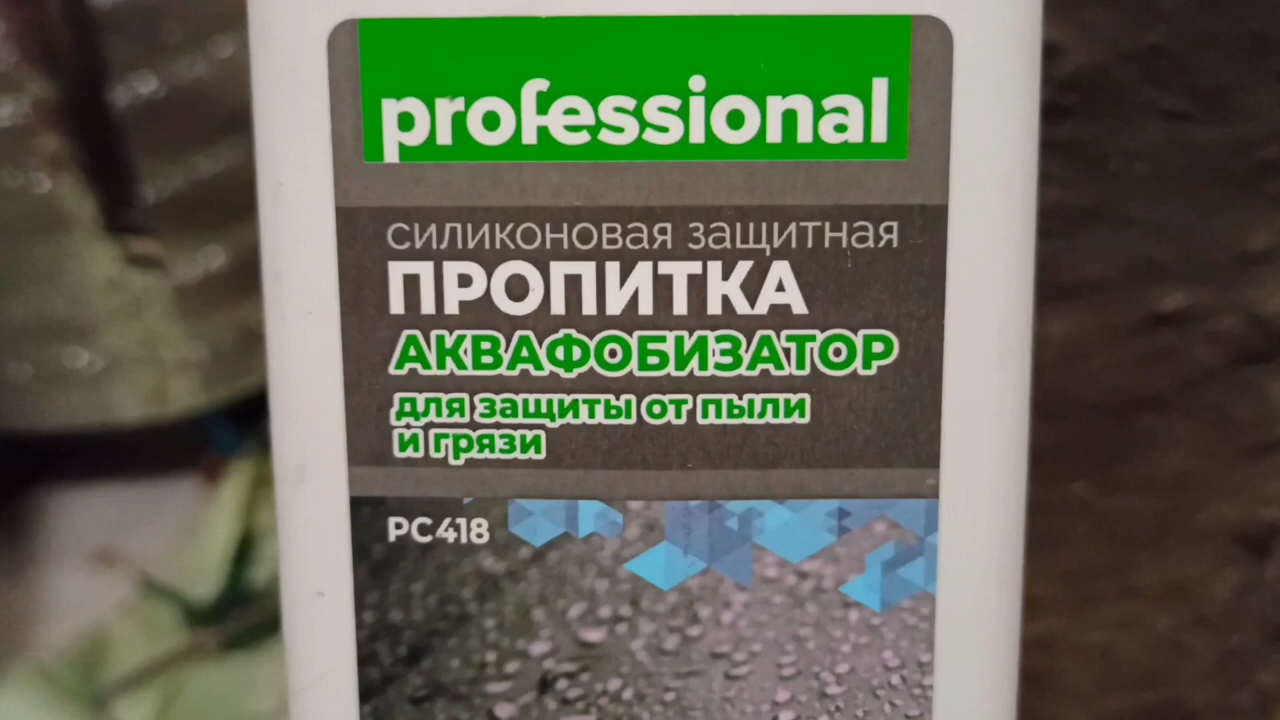 professional
силиконовая защитная
ПРОПИТКА
АКВАФОБИЗАТОР
для защиты от пыли
и грязи
PC418